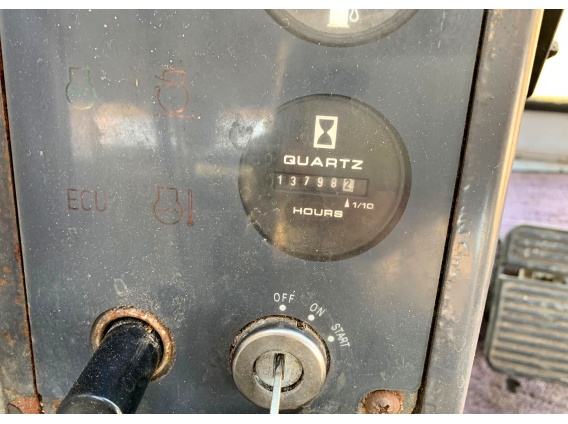 QUARTZ
137982
1/10
HOURS
ECU
OFF
ON
START